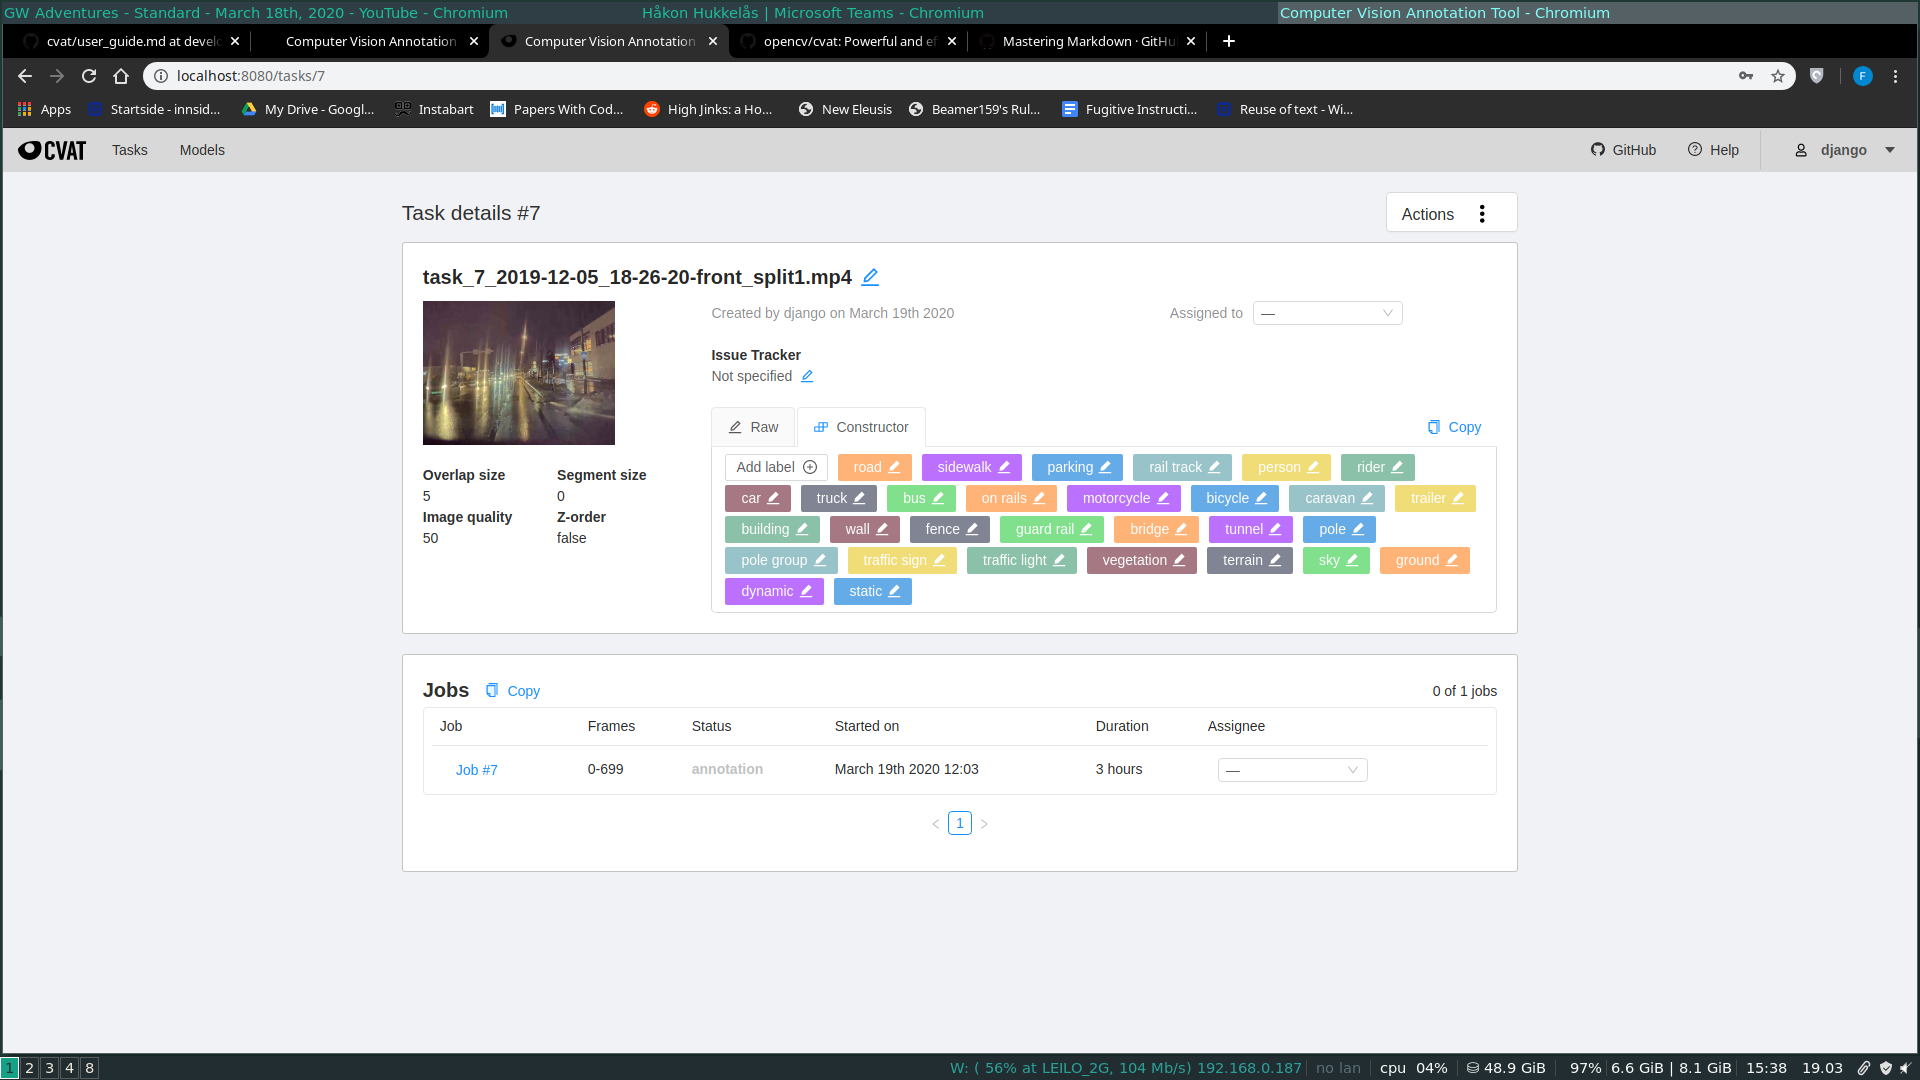 GW Adventures - Standard - March 18th, 2020 - YouTube - Chromium
Håkon Hukkelås | Microsoft Teams - Chromium
Computer Vision Annotation Tool - Chromium
cvat/user_guide.md at devel
Computer Vision Annotation
Computer Vision Annotation
opencv/cvat: Powerful and ef
Mastering Markdown · GitHu
localhost:8080/tasks/7
F
Apps
Startside - innsid...
My Drive - Googl...
Instabart
Papers With Cod...
High Jinks: a Ho...
New Eleusis
Beamer159's Rul...
Fugitive Instructi...
Reuse of text - Wi...
CVAT
Tasks
Models
GitHub
Help
django
Task details #7
Actions
task_7_2019-12-05_18-26-20-front_split1.mp4
Created by django on March 19th 2020
Assigned to
—
Issue Tracker
Not specified
Overlap size
5
Segment size
0
Image quality
50
Z-order
false
Raw
Constructor
Copy
Add label road sidewalk parking rail track person rider
car truck bus on rails motorcycle bicycle caravan trailer
building wall fence guard rail bridge tunnel pole
pole group traffic sign traffic light vegetation terrain sky ground
dynamic static
Jobs Copy
0 of 1 jobs
Job Frames Status Started on Duration Assignee
Job #7 0-699 annotation March 19th 2020 12:03 3 hours —
< 1 >
1 2 3 4 8
W: ( 56% at LEILO_2G, 104 Mb/s) 192.168.0.187
no lan
cpu 04%
48.9 GiB
97%
6.6 GiB | 8.1 GiB
15:38
19.03